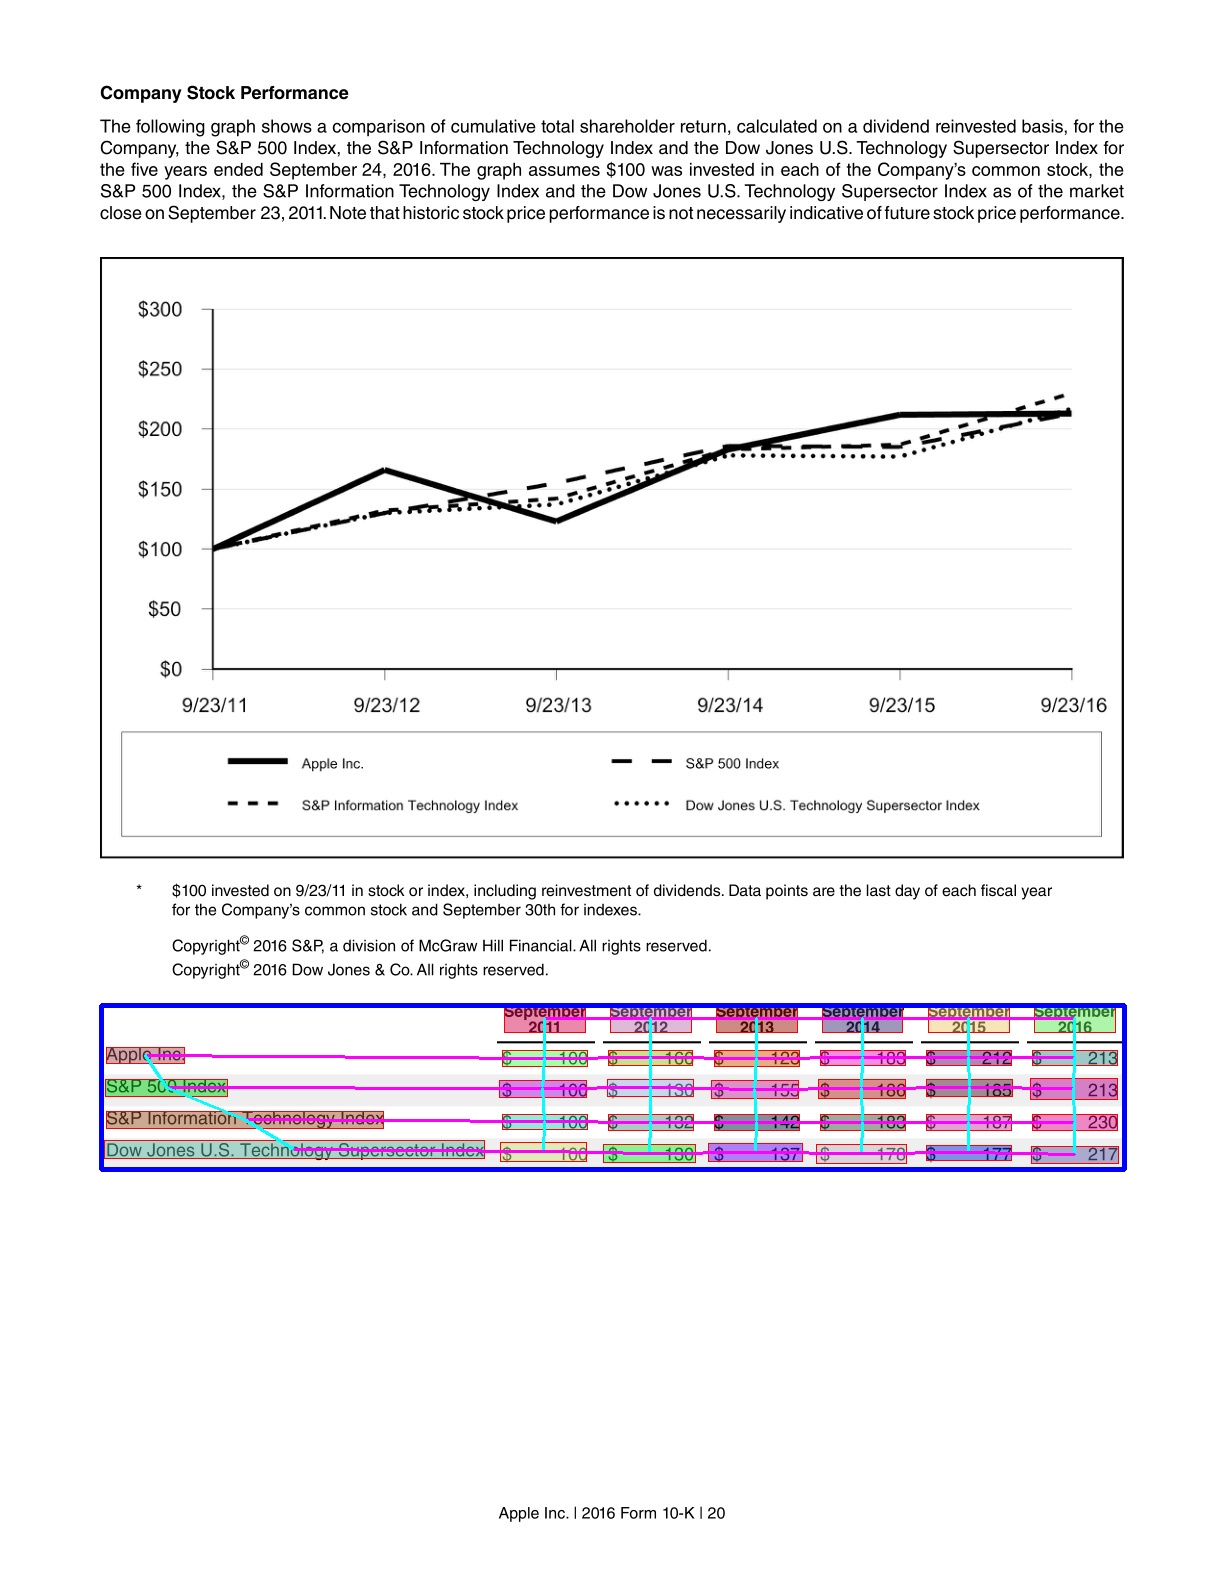 Company Stock Performance
The following graph shows a comparison of cumulative total shareholder return, calculated on a dividend reinvested basis, for the
Company, the S&P 500 Index, the S&P Information Technology Index and the Dow Jones U.S. Technology Supersector Index for
the five years ended September 24, 2016. The graph assumes $100 was invested in each of the Company's common stock, the
S&P 500 Index, the S&P Information Technology Index and the Dow Jones U.S. Technology Supersector Index as of the market
close on September 23, 2011. Note that historic stock price performance is not necessarily indicative of future stock price performance.
$300
$250
$200
$150
$100
$50
$0
9/23/11 9/23/12 9/23/13 9/23/14 9/23/15 9/23/16
Apple Inc. S&P 500 Index
S&P Information Technology Index Dow Jones U.S. Technology Supersector Index
* $100 invested on 9/23/11 in stock or index, including reinvestment of dividends. Data points are the last day of each fiscal year
for the Company's common stock and September 30th for indexes.
Copyright© 2016 S&P, a division of McGraw Hill Financial. All rights reserved.
Copyright© 2016 Dow Jones & Co. All rights reserved.
September September September September September September
2011 2012 2013 2014 2015 2016
Apple Inc. $ 100 $ 166 $ 123 $ 183 $ 212 $ 213
S&P 500 Index $ 100 $ 130 $ 155 $ 186 $ 185 $ 213
S&P Information Technology Index $ 100 $ 132 $ 142 $ 183 $ 187 $ 230
Dow Jones U.S. Technology Supersector Index $ 100 $ 130 $ 137 $ 178 $ 177 $ 217
Apple Inc. | 2016 Form 10-K | 20